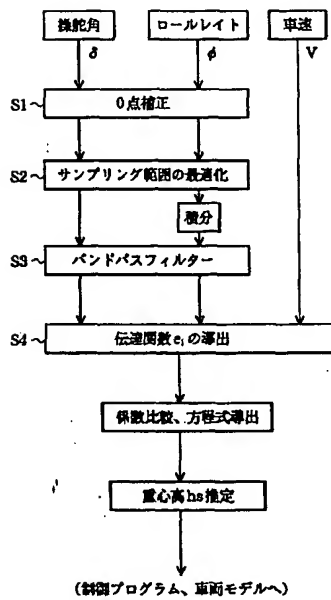 操舵角
ロールレイト
車速
δ
φ
V
S1
0点補正
S2
サンプリング範囲の最適化
積分
S3
バンドパスフィルター
S4
伝達関数eiの導出
係数比較、方程式導出
重心高hs推定
(制御プログラム、車両モデルへ)